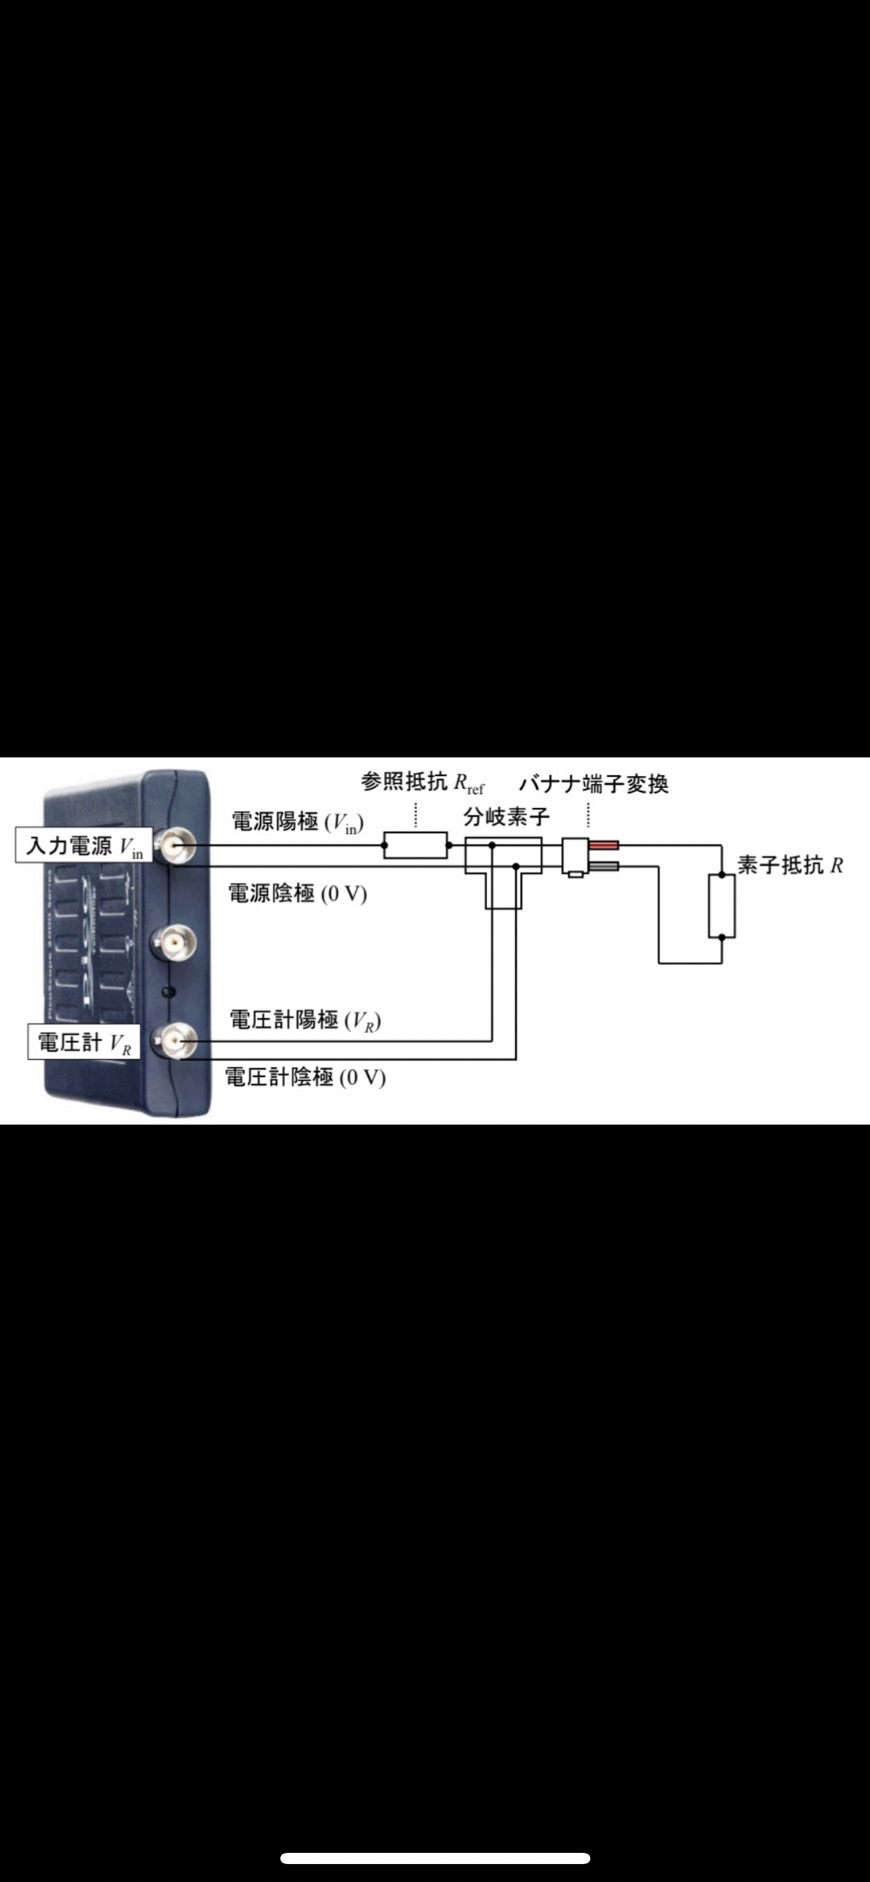 参照抵抗 Rref
バナナ端子変換
電源陽極 (Vin)
分岐素子
入力電源 Vin
素子抵抗 R
電源陰極 (0 V)
電圧計陽極 (VR)
電圧計 VR
電圧計陰極 (0 V)